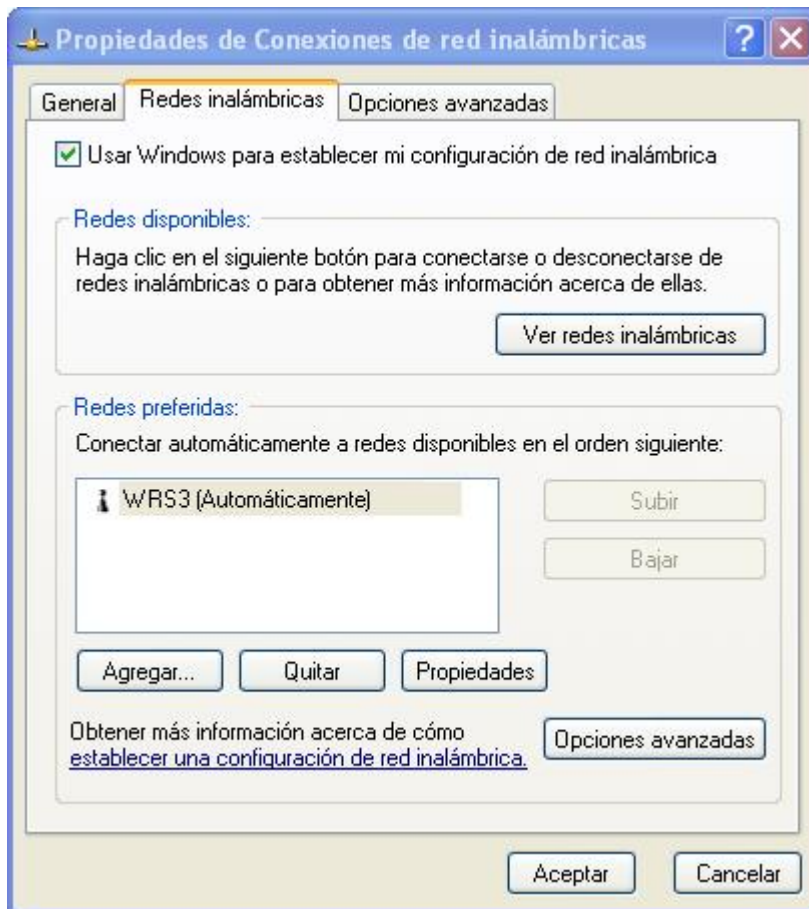 Propiedades de Conexiones de red inalámbricas
General
Redes inalámbricas
Opciones avanzadas
Usar Windows para establecer mi configuración de red inalámbrica
Redes disponibles:
Haga clic en el siguiente botón para conectarse o desconectarse de
redes inalámbricas o para obtener más información acerca de ellas.
Ver redes inalámbricas
Redes preferidas:
Conectar automáticamente a redes disponibles en el orden siguiente:
WRS3 (Automáticamente)
Subir
Bajar
Agregar...
Quitar
Propiedades
Obtener más información acerca de cómo
establecer una configuración de red inalámbrica.
Opciones avanzadas
Aceptar
Cancelar